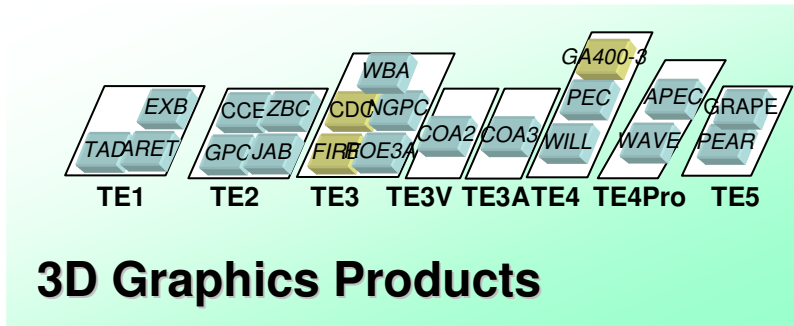 GA400-3
WBA
EXB CCE ZBC CDC NGPC PEC APEC GRAPE
TAD ARET GPC JAB FIRE COA2 COA3 WILL WAVE PEAR
TE1 TE2 TE3 TE3V TE3A TE4 TE4Pro TE5
3D Graphics Products